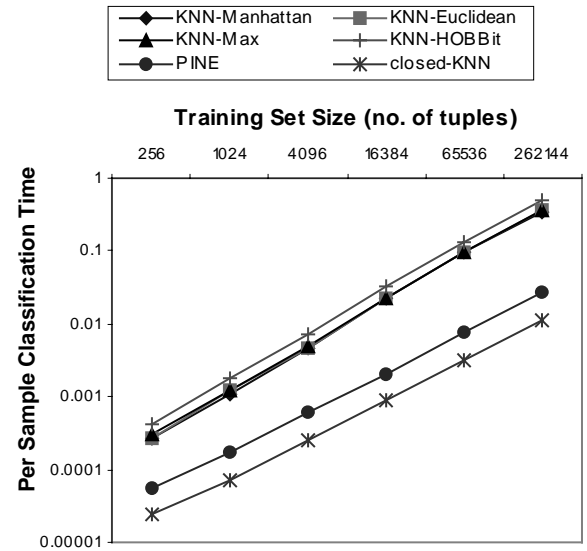 KNN-Manhattan KNN-Euclidean
KNN-Max KNN-HOBBit
PINE closed-KNN
Training Set Size (no. of tuples)
256 1024 4096 16384 65536 262144
1
0.1
0.01
0.001
0.0001
0.00001
Per Sample Classification Time